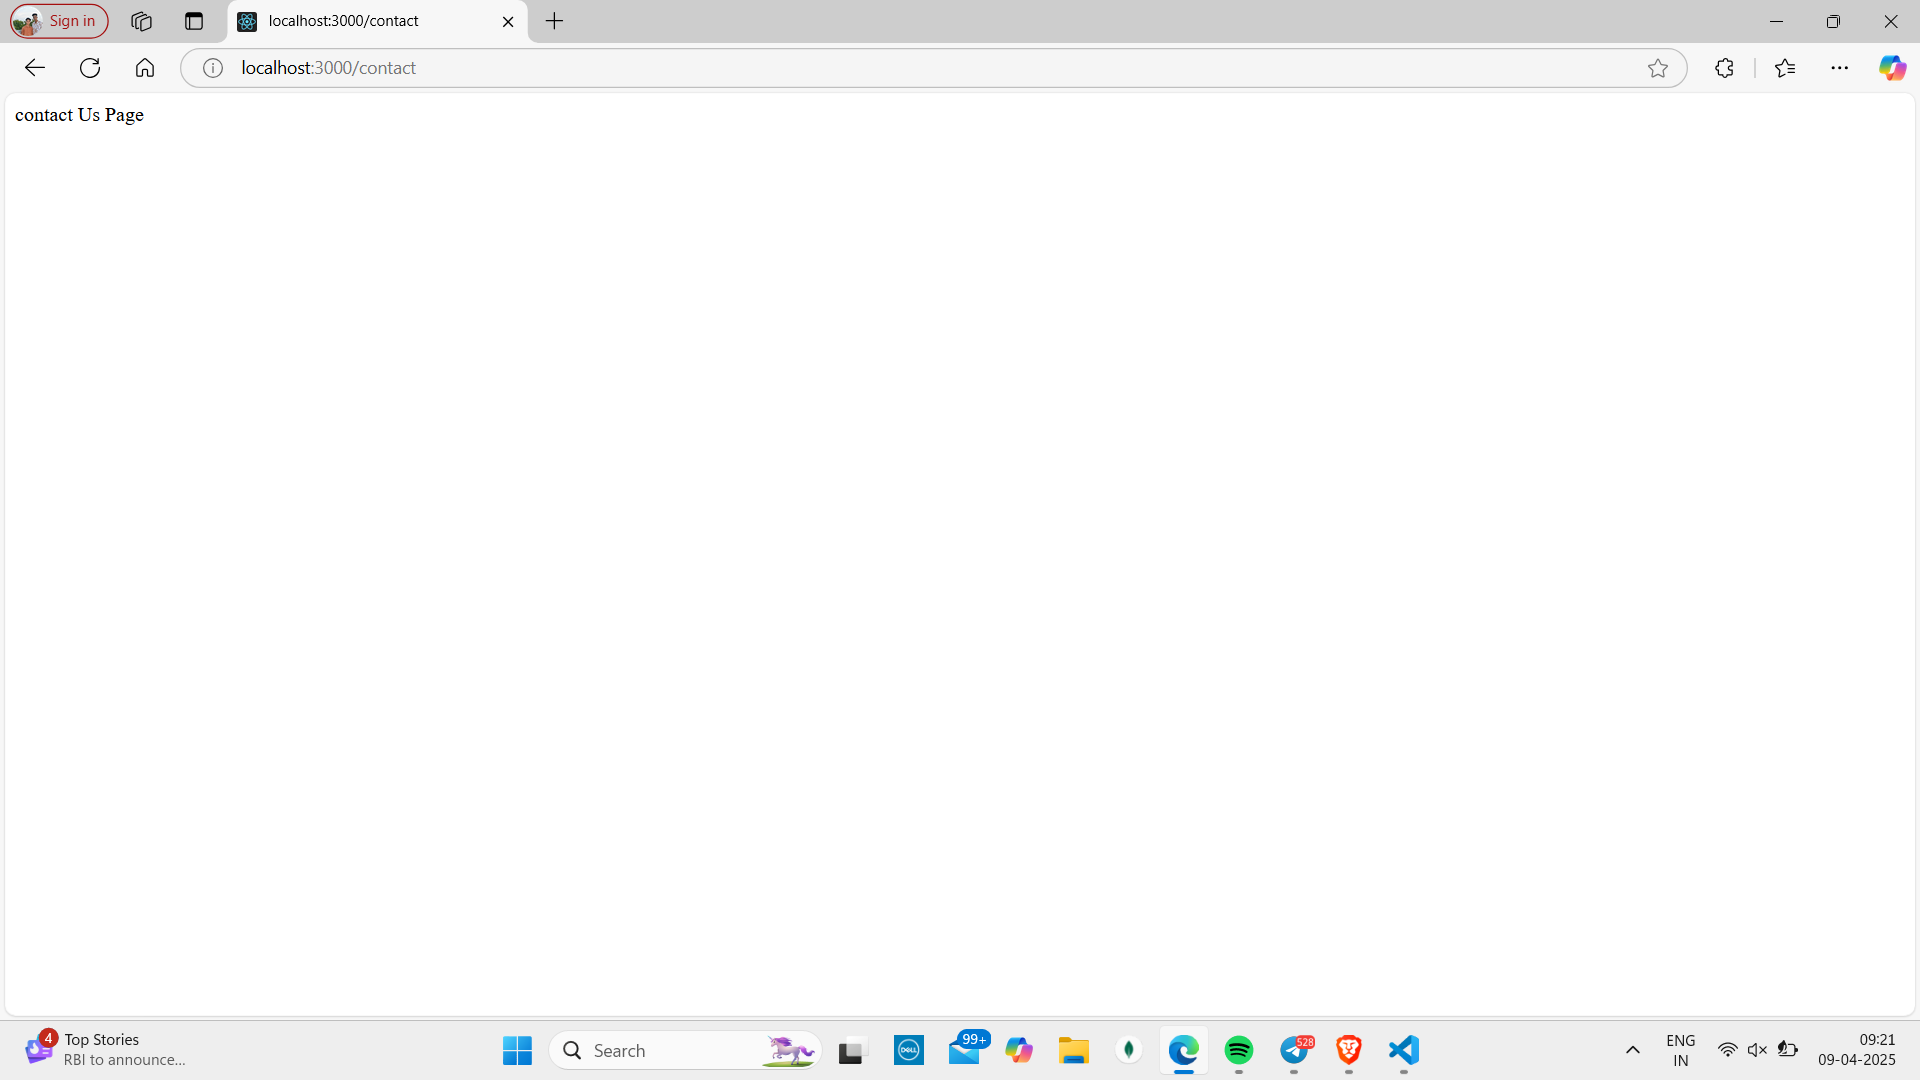 Sign in
localhost:3000/contact
localhost:3000/contact
contact Us Page
4
Top Stories
RBI to announce...
Search
DELL
99+
528
ENG
IN
09:21
09-04-2025